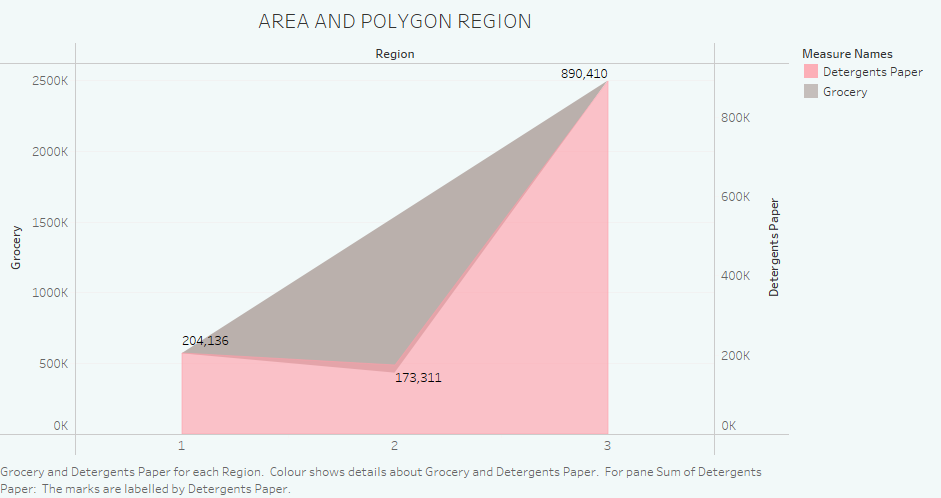 AREA AND POLYGON REGION
Region
Measure Names
Detergents Paper
Grocery
2500K
2000K
1500K
1000K
500K
0K
Grocery
890,410
204,136
173,311
800K
600K
400K
200K
0K
Detergents Paper
1
2
3
Grocery and Detergents Paper for each Region. Colour shows details about Grocery and Detergents Paper. For pane Sum of Detergents
Paper: The marks are labelled by Detergents Paper.